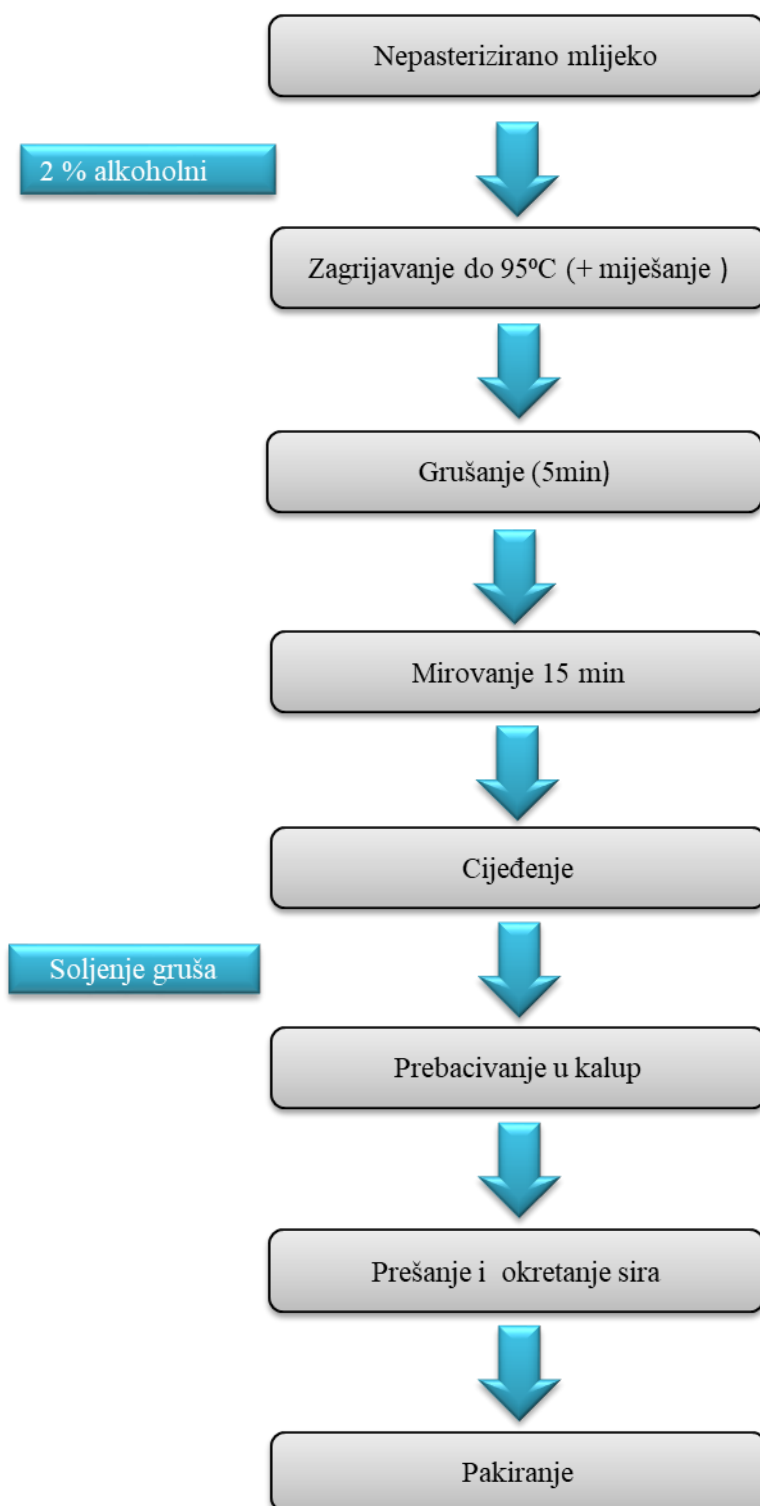 Nepasterizirano mlijeko
2 % alkoholni
Zagrijavanje do 95⁰C (+ miješanje )
Grušanje (5min)
Mirovanje 15 min
Cijeđenje
Soljenje gruša
Prebacivanje u kalup
Prešanje i okretanje sira
Pakiranje